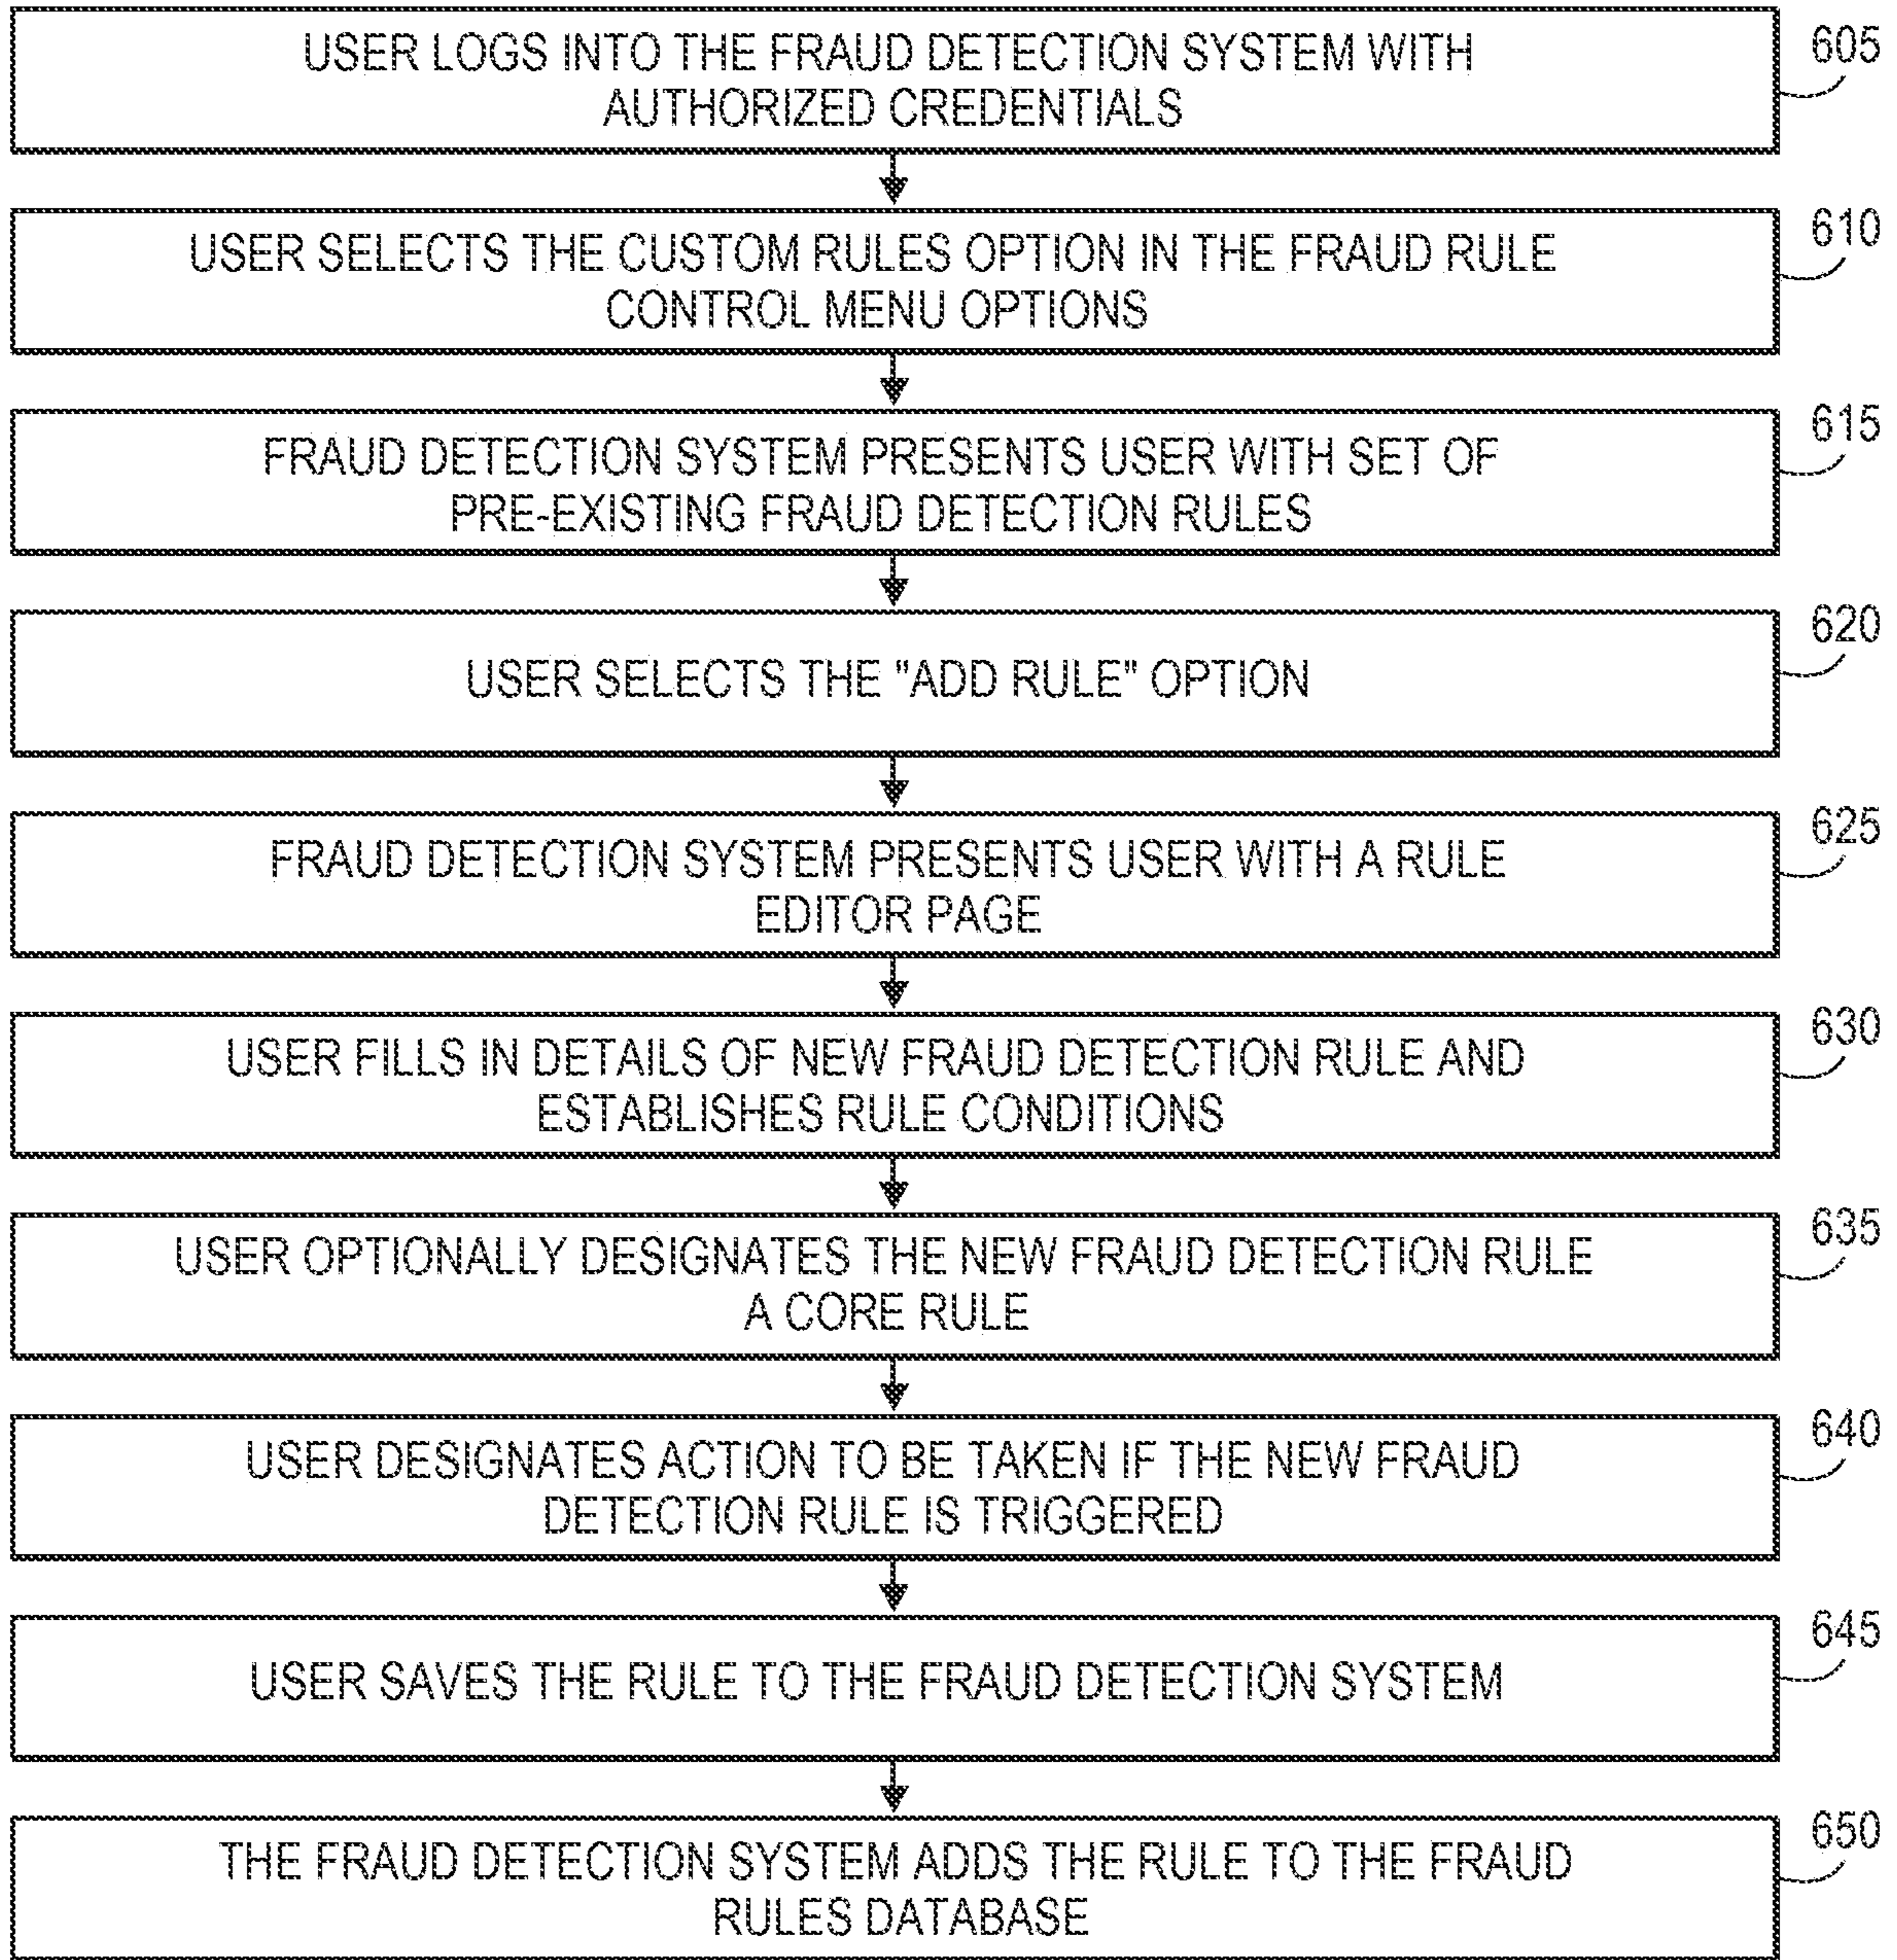 USER LOGS INTO THE FRAUD DETECTION SYSTEM WITH
AUTHORIZED CREDENTIALS
605
USER SELECTS THE CUSTOM RULES OPTION IN THE FRAUD RULE
CONTROL MENU OPTIONS
610
FRAUD DETECTION SYSTEM PRESENTS USER WITH SET OF
PRE-EXISTING FRAUD DETECTION RULES
615
USER SELECTS THE "ADD RULE" OPTION
620
FRAUD DETECTION SYSTEM PRESENTS USER WITH A RULE
EDITOR PAGE
625
USER FILLS IN DETAILS OF NEW FRAUD DETECTION RULE AND
ESTABLISHES RULE CONDITIONS
630
USER OPTIONALLY DESIGNATES THE NEW FRAUD DETECTION RULE
A CORE RULE
635
USER DESIGNATES ACTION TO BE TAKEN IF THE NEW FRAUD
DETECTION RULE IS TRIGGERED
640
USER SAVES THE RULE TO THE FRAUD DETECTION SYSTEM
645
THE FRAUD DETECTION SYSTEM ADDS THE RULE TO THE FRAUD
RULES DATABASE
650